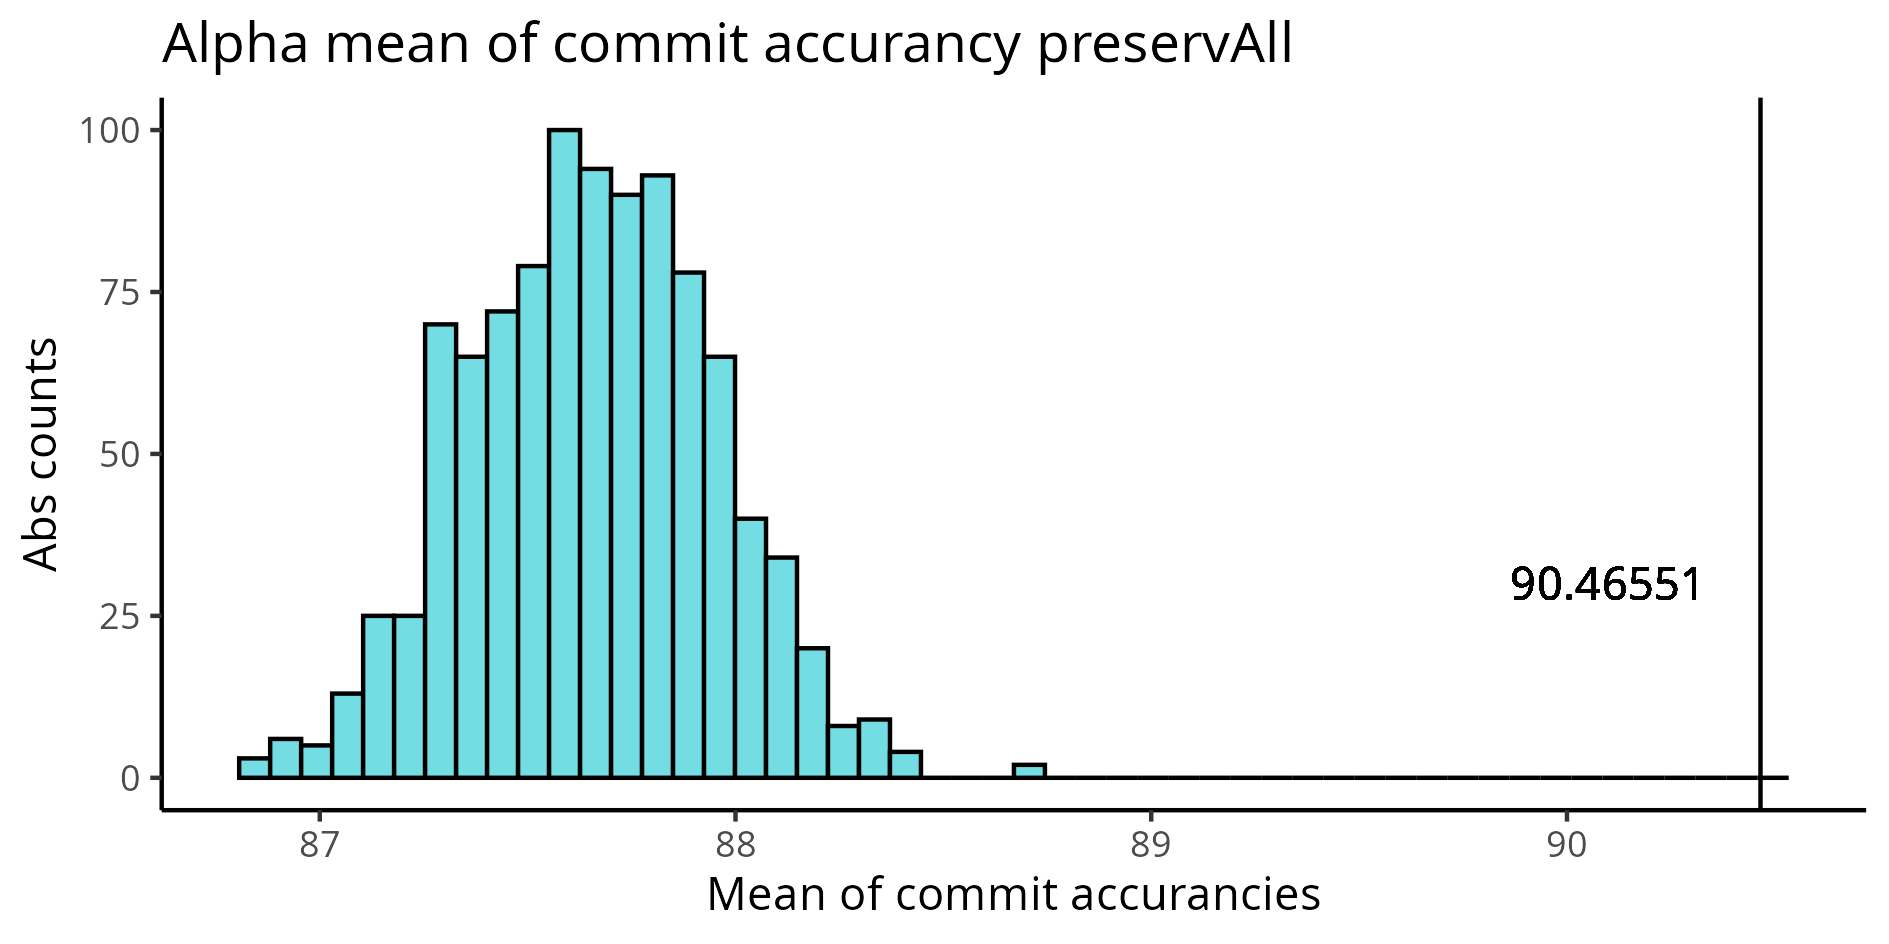 Alpha mean of commit accurancy preservAll
100
75
50
25
0
Abs counts
90.46551
87 88 89 90
Mean of commit accurancies